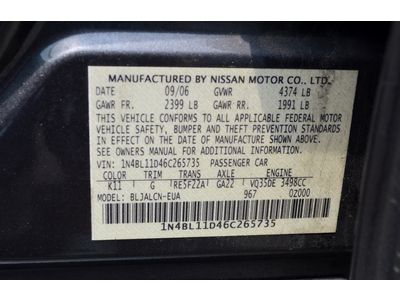 MANUFACTURED BY NISSAN MOTOR CO., LTD.
DATE 09/06 GVWR 4374 LB
GAWR FR. 2399 LB GAWR RR. 1991 LB
THIS VEHICLE CONFORMS TO ALL APPLICABLE FEDERAL MOTOR
VEHICLE SAFETY, BUMPER AND THEFT PREVENTION STANDARDS
IN EFFECT ON THE DATE OF MANUFACTURE SHOWN ABOVE.
※SEE OWNERS MANUAL
VIN: 1N4BL11D46C265735 PASSENGER CAR
COLOR TRIM TRANS AXLE ENGINE
K11 G RE5F22A GA22 VQ35DE 3498CC
MODEL: BLJALCN-EUA 967 0Z000
1N4BL11D46C265735